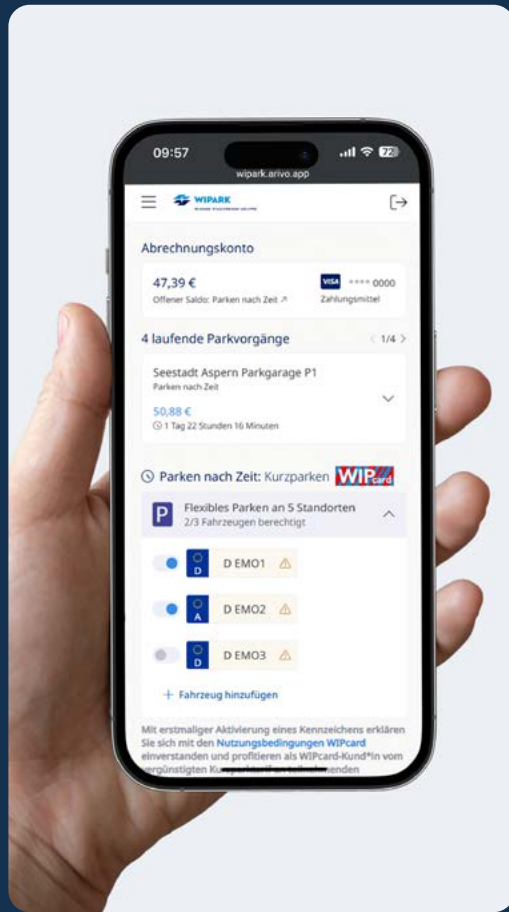 09:57
72
wipark.arivo.app
WIPARK
Abrechnungskonto
47,39 €
VISA **** 0000
Offener Saldo: Parken nach Zeit ↗
Zahlungsmittel
4 laufende Parkvorgänge
< 1/4 >
Seestadt Aspern Parkgarage P1
Parken nach Zeit
50,88 €
1 Tag 22 Stunden 16 Minuten
Parken nach Zeit: Kurzparken WIPcard
P
Flexibles Parken an 5 Standorten
2/3 Fahrzeugen berechtigt
D D EMO1
A D EMO2
D D EMO3
+ Fahrzeug hinzufügen
Mit erstmaliger Aktivierung eines Kennzeichens erklären
Sie sich mit den Nutzungsbedingungen WIPcard
einverstanden und profitieren als WIPcard-Kund*in vom
vergünstigten